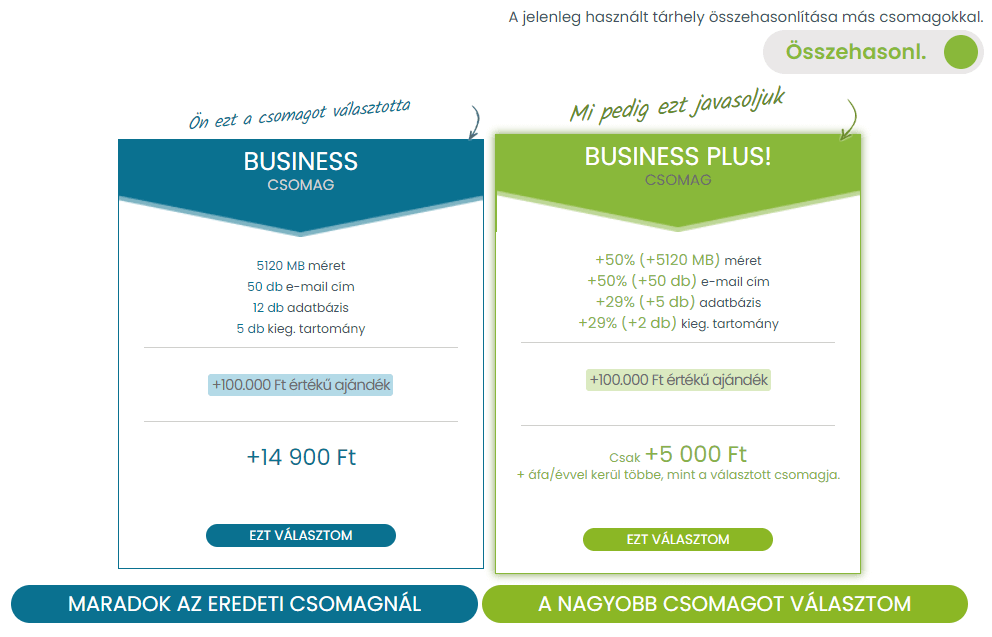 A jelenleg használt tárhely összehasonlítása más csomagokkal.
Összehasonl.
Ön ezt a csomagot választotta
BUSINESS
CSOMAG
5120 MB méret
50 db e-mail cím
12 db adatbázis
5 db kieg. tartomány
+100.000 Ft értékű ajándék
+14 900 Ft
EZT VÁLASZTOM
MARADOK AZ EREDETI CSOMAGNÁL
Mi pedig ezt javasoljuk
BUSINESS PLUS!
CSOMAG
+50% (+5120 MB) méret
+50% (+50 db) e-mail cím
+29% (+5 db) adatbázis
+29% (+2 db) kieg. tartomány
+100.000 Ft értékű ajándék
Csak +5 000 Ft
+ áfa/évvel kerül többe, mint a választott csomagja.
EZT VÁLASZTOM
A NAGYOBB CSOMAGOT VÁLASZTOM